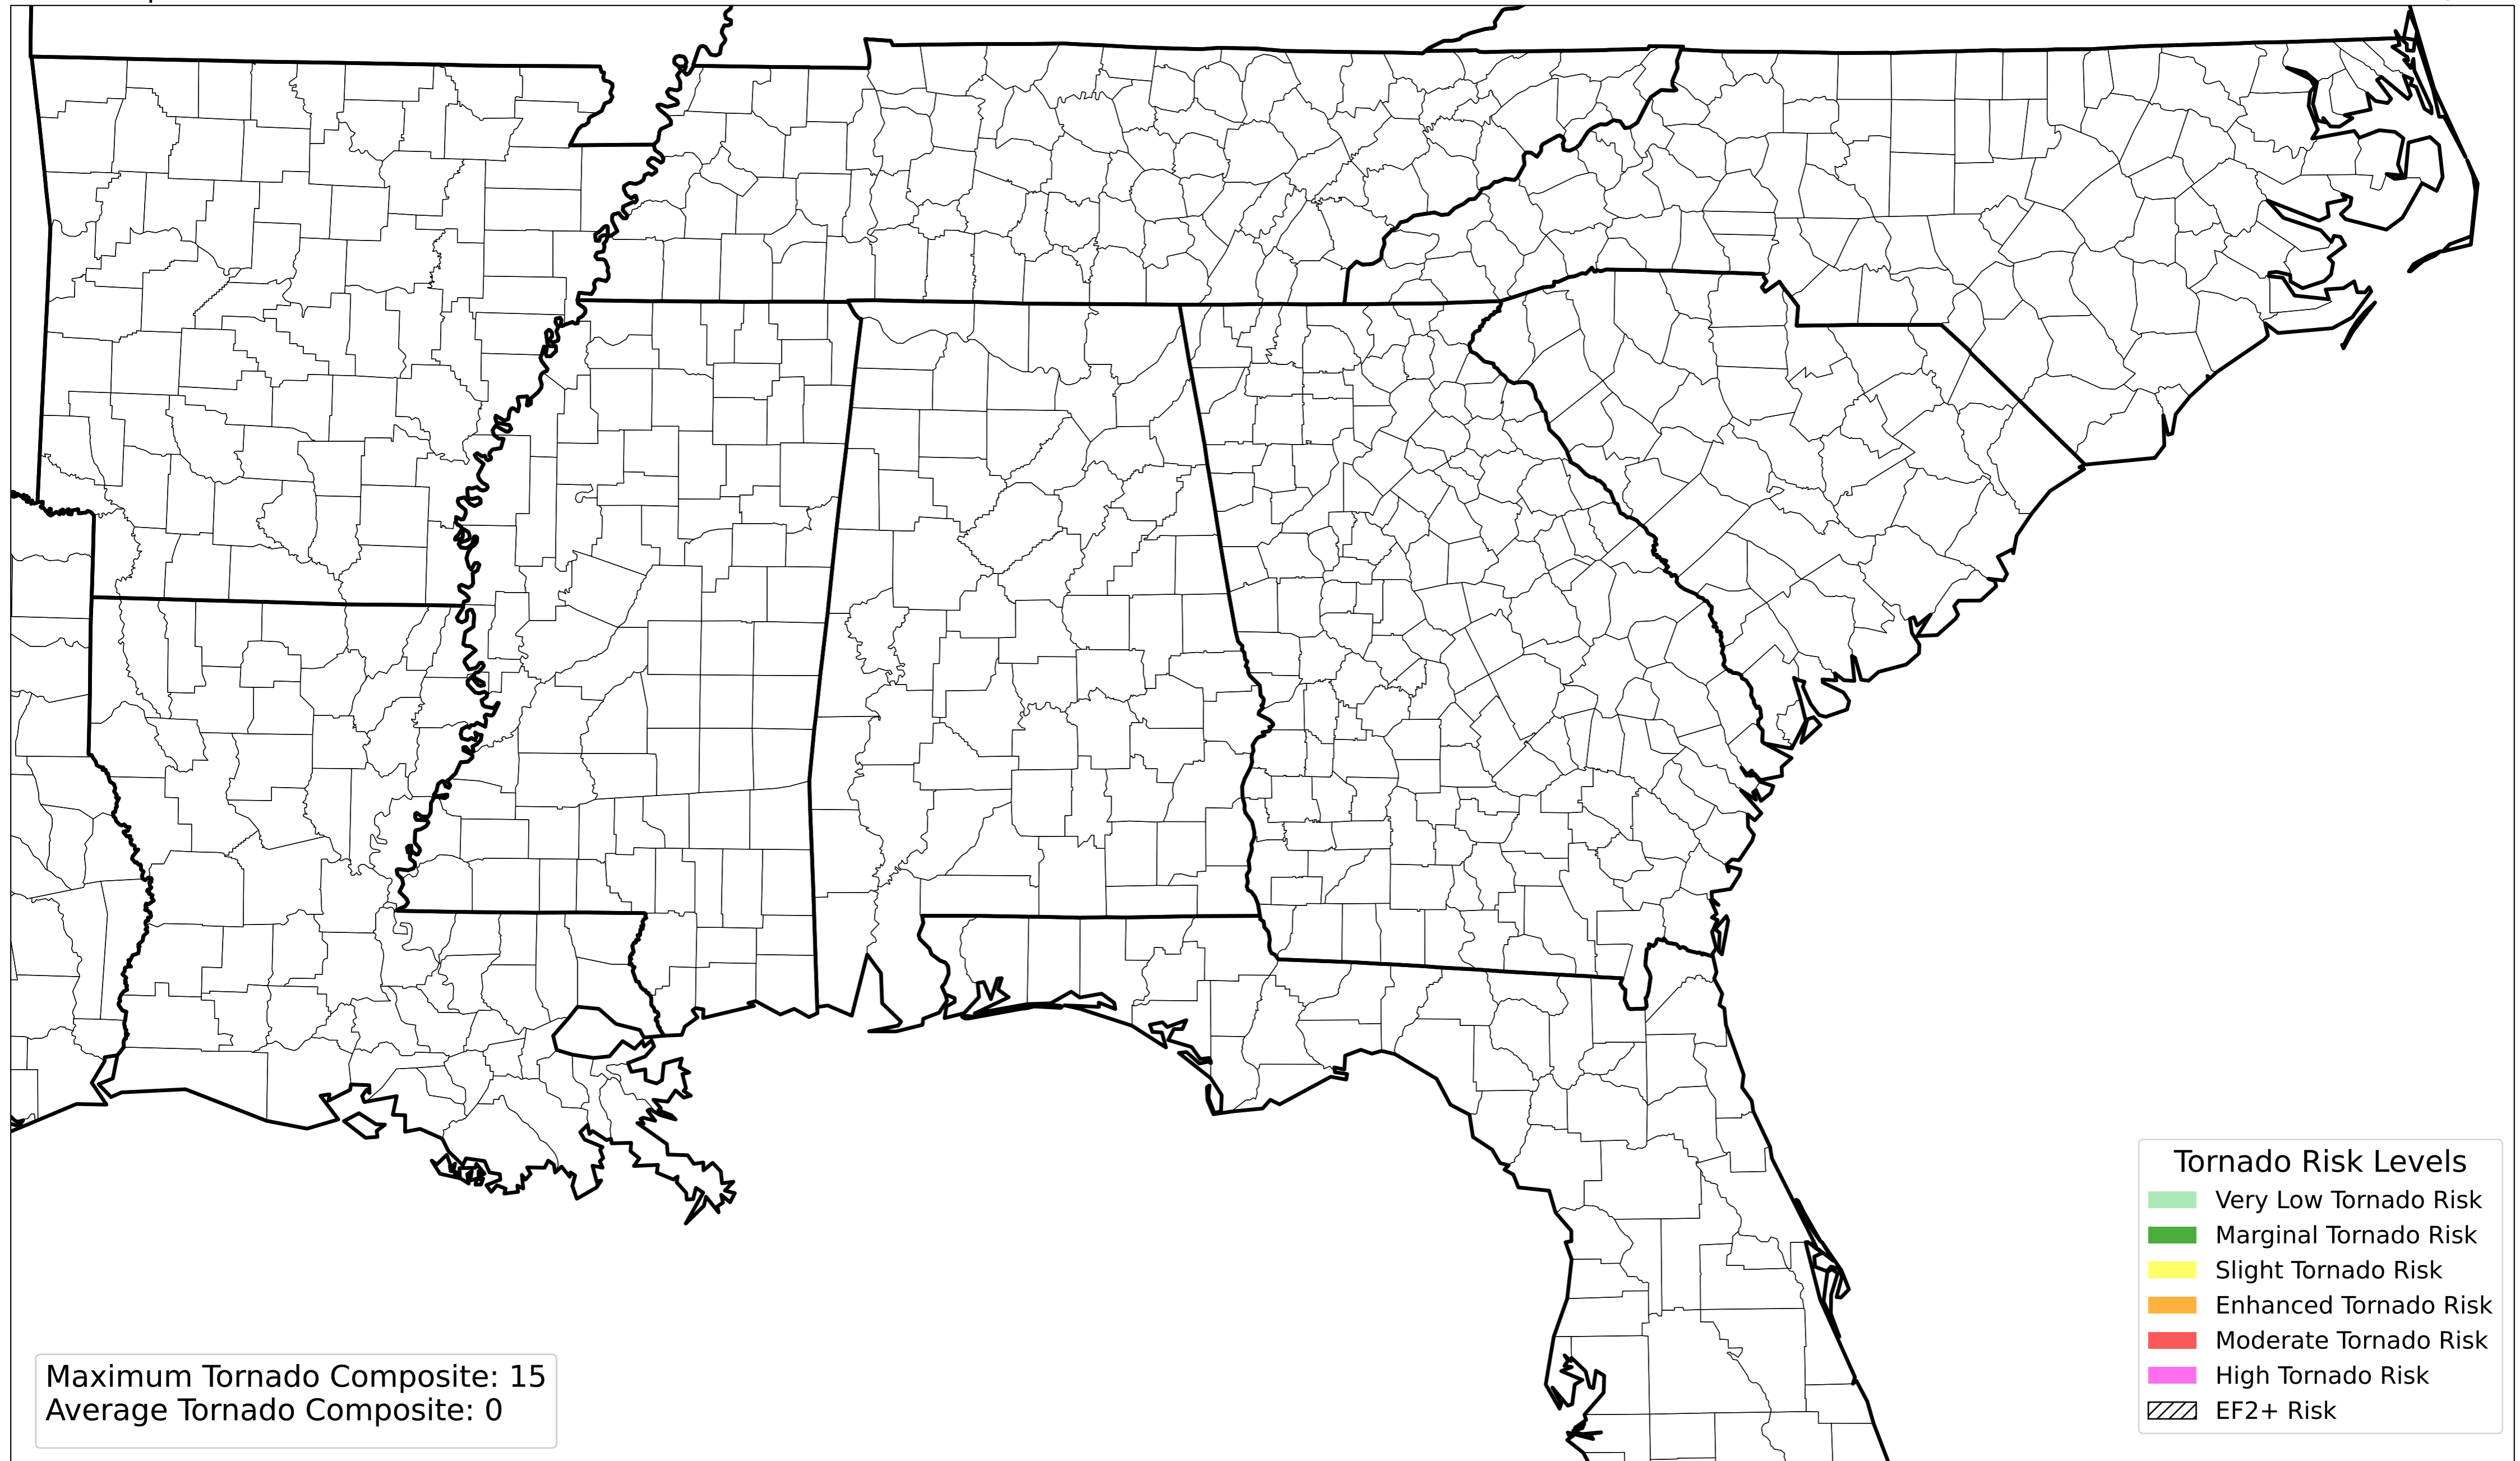 Tornado Risk Levels
Very Low Tornado Risk
Marginal Tornado Risk
Slight Tornado Risk
Enhanced Tornado Risk
Moderate Tornado Risk
High Tornado Risk
EF2+ Risk
Maximum Tornado Composite: 15
Average Tornado Composite: 0